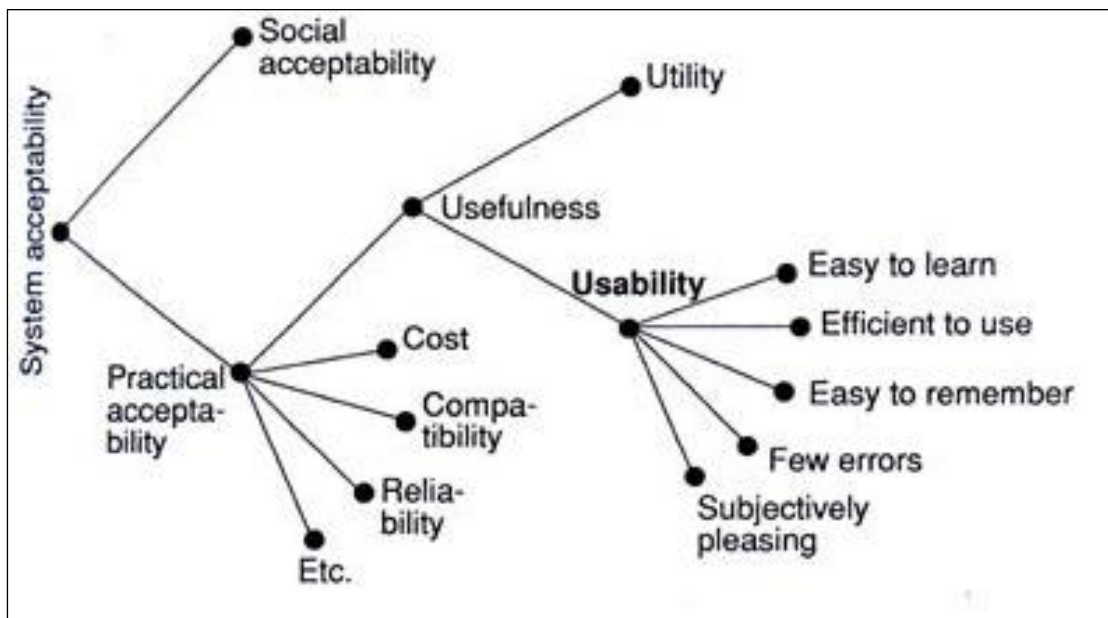 System acceptability
Social
acceptability
Utility
Usefulness
Usability
Easy to learn
Efficient to use
Easy to remember
Few errors
Subjectively
pleasing
Practical
accepta-
bility
Cost
Compa-
tibility
Relia-
bility
Etc.